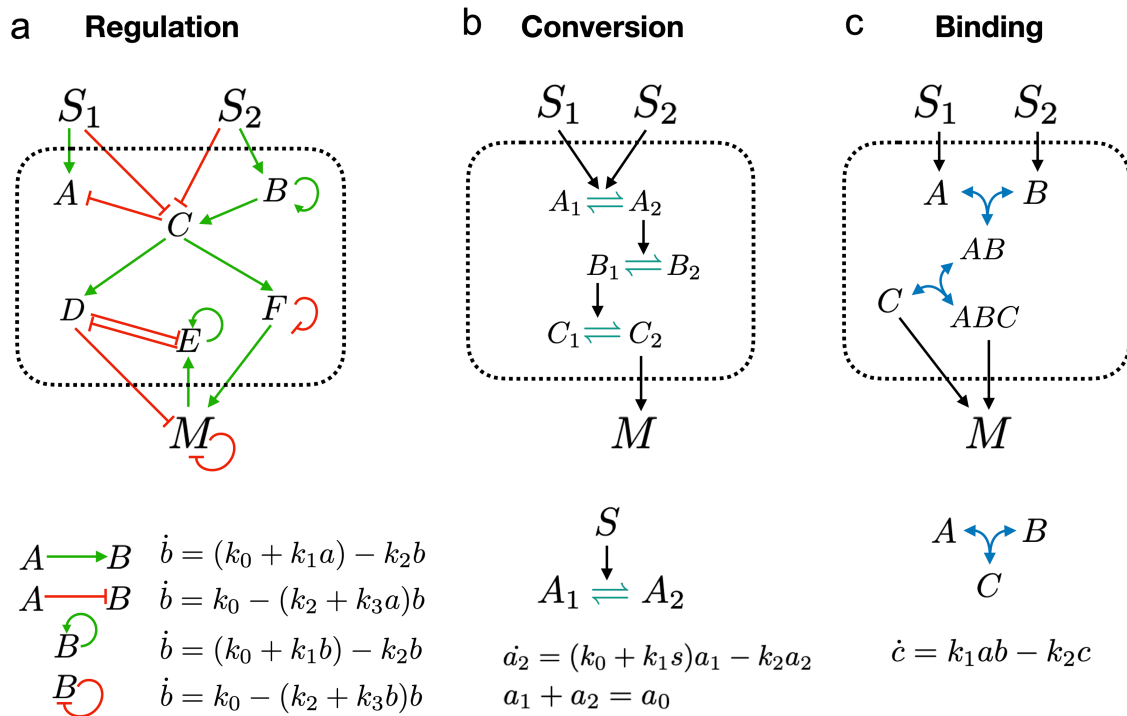 a Regulation
S₁ S₂
A B
C
D F
E
M
A B ḃ = (k₀ + k₁a) − k₂b
A B ḃ = k₀ − (k₂ + k₃a)b
B ḃ = (k₀ + k₁b) − k₂b
B ḃ = k₀ − (k₂ + k₃b)b
b Conversion
S₁ S₂
A₁ ⇌ A₂
B₁ ⇌ B₂
C₁ ⇌ C₂
M
S
A₁ ⇌ A₂
ȧ₂ = (k₀ + k₁s)a₁ − k₂a₂
a₁ + a₂ = a₀
c Binding
S₁ S₂
A B
AB
C ABC
M
A B
C
ċ = k₁ab − k₂c